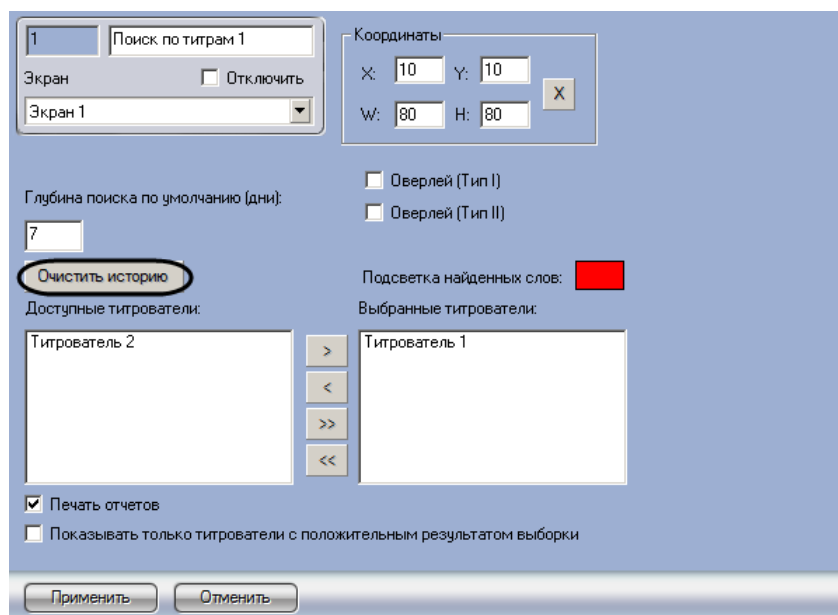 1
Поиск по титрам 1
Экран
Отключить
Экран 1
Координаты
X: 10 Y: 10
X
W: 80 H: 80
Оверлей (Тип I)
Оверлей (Тип II)
Глубина поиска по умолчанию (дни):
7
Очистить историю
Подсветка найденных слов:
Доступные титрователи:
Выбранные титрователи:
Титрователь 2
Титрователь 1
>
<
>>
<<
Печать отчетов
Показывать только титрователи с положительным результатом выборки
Применить
Отменить